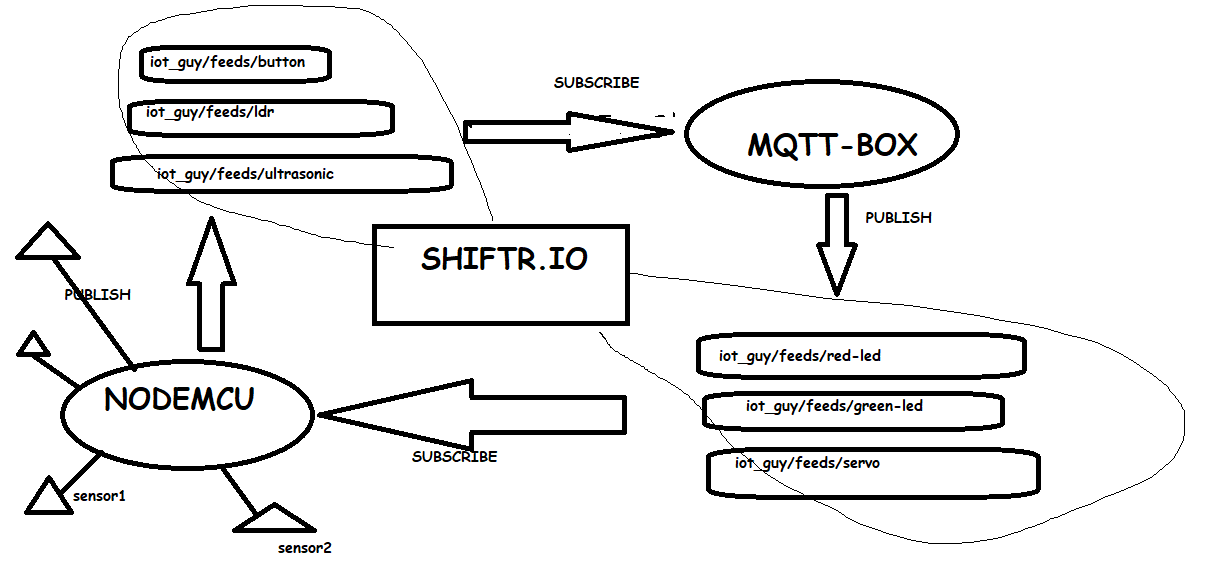 iot_guy/feeds/button
iot_guy/feeds/ldr
iot_guy/feeds/ultrasonic
SUBSCRIBE
MQTT-BOX
PUBLISH
SHIFTR.IO
PUBLISH
NODEMCU
SUBSCRIBE
iot_guy/feeds/red-led
iot_guy/feeds/green-led
iot_guy/feeds/servo
sensor1
sensor2